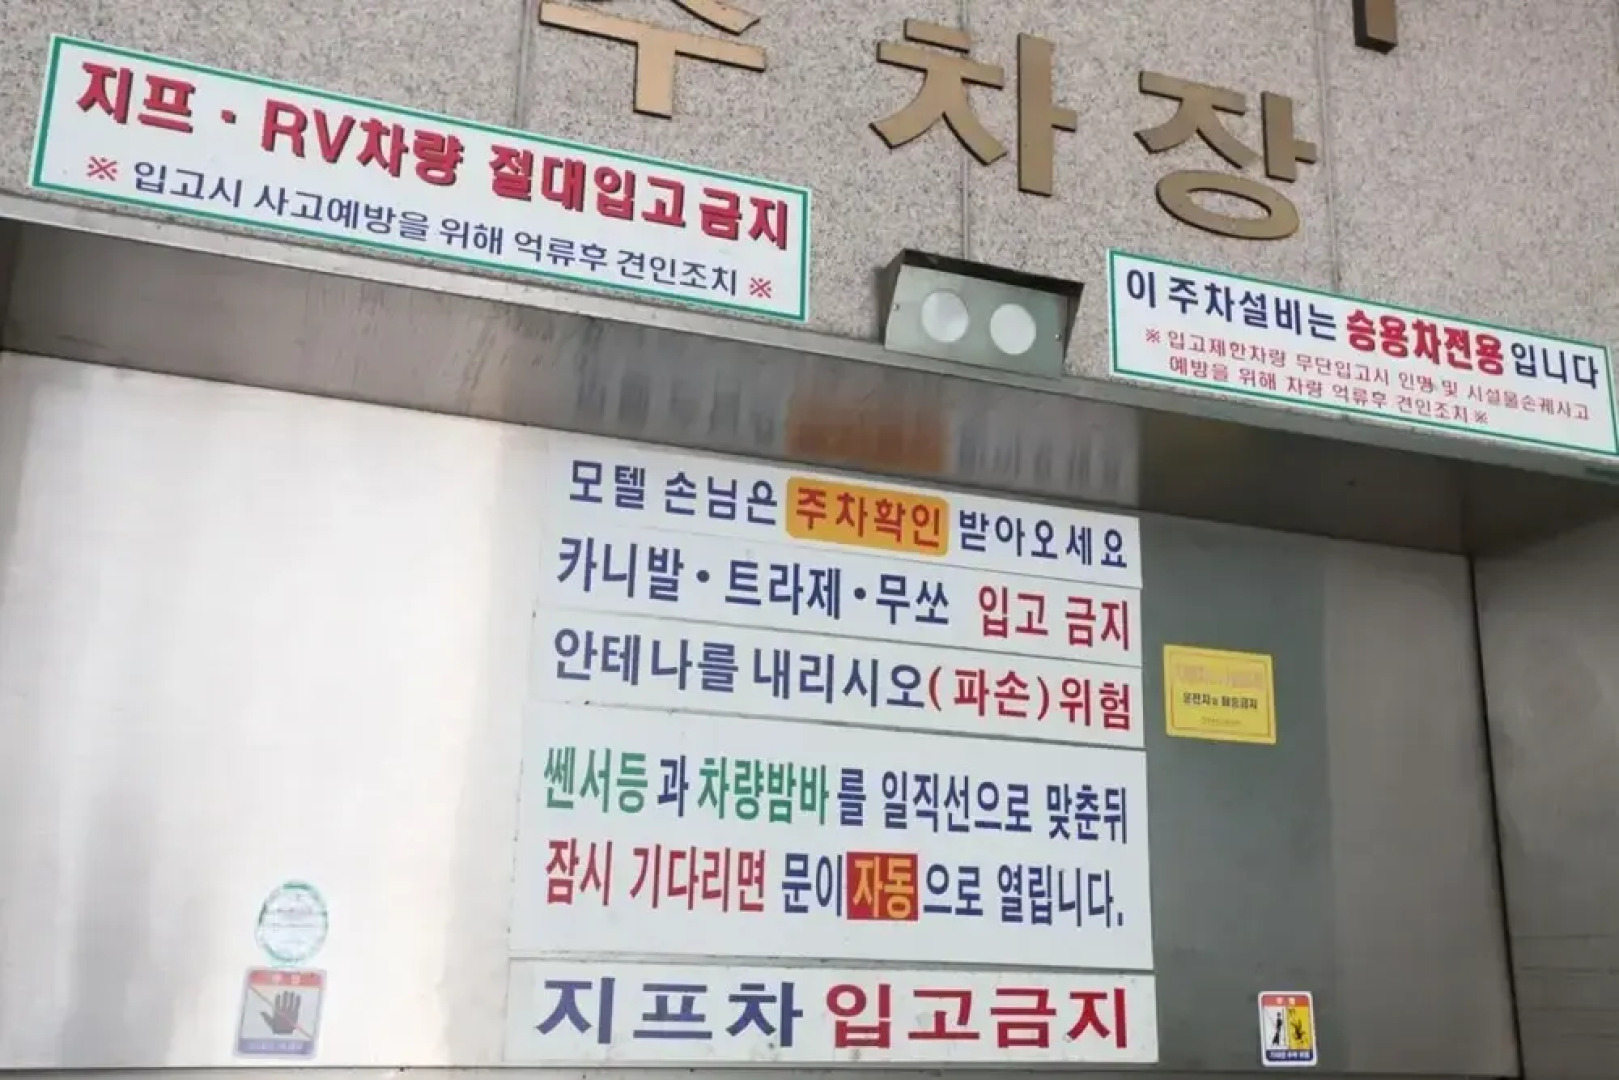 주차장
지프·RV차량 절대입고 금지
※ 입고시 사고예방을 위해 억류후 견인조치 ※
이 주차설비는 승용차전용 입니다
※ 입고제한차량 무단입고시 인명 및 시설물손궤사고
예방을 위해 차량 억류후 견인조치 ※
모텔 손님은 주차확인 받아오세요
카니발·트라제·무쏘 입고 금지
안테나를 내리시오(파손)위험
쎈서등과 차량밤바를 일직선으로 맞춘뒤
잠시 기다리면 문이 자동으로 열립니다.
지프차 입고금지